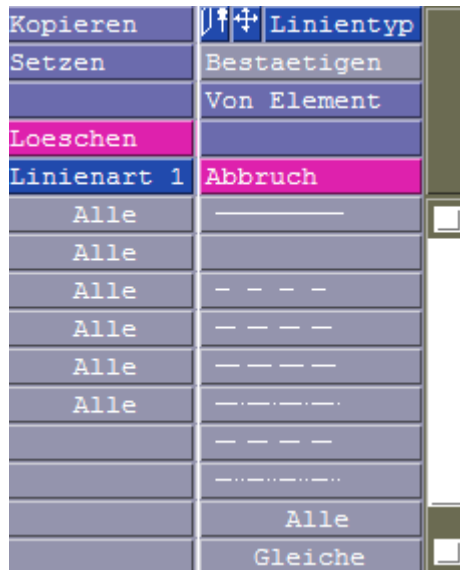 Kopieren
Linientyp
Setzen
Bestaetigen
Von Element
Loeschen
Linienart 1
Abbruch
Alle
Alle
Alle
Alle
Alle
Alle
Alle
Gleiche